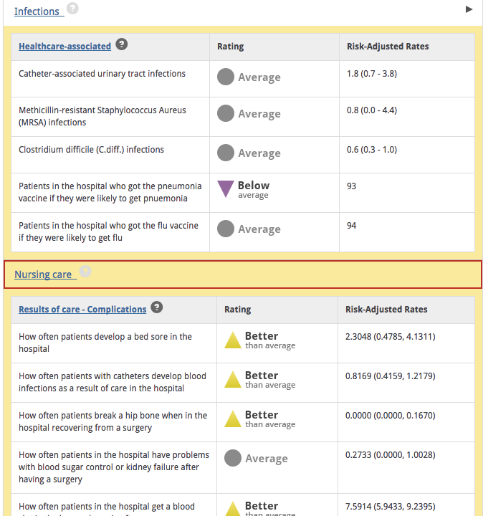 Infections ?
Healthcare-associated ? Rating Risk-Adjusted Rates
Catheter-associated urinary tract infections Average 1.8 (0.7 - 3.8)
Methicillin-resistant Staphylococcus Aureus
(MRSA) infections Average 0.8 (0.0 - 4.4)
Clostridium difficile (C.diff.) infections Average 0.6 (0.3 - 1.0)
Patients in the hospital who got the pneumonia Below 93
vaccine if they were likely to get pnuemonia average
Patients in the hospital who got the flu vaccine 94
if they were likely to get flu Average
Nursing care ?
Results of care - Complications ? Rating Risk-Adjusted Rates
How often patients develop a bed sore in the Better 2.3048 (0.4785, 4.1311)
hospital than average
How often patients with catheters develop blood Better 0.8169 (0.4159, 1.2179)
infections as a result of care in the hospital than average
How often patients break a hip bone when in the Better 0.0000 (0.0000, 0.1670)
hospital recovering from a surgery than average
How often patients in the hospital have problems Average 0.2733 (0.0000, 1.0028)
with blood sugar control or kidney failure after
having a surgery
How often patients in the hospital get a blood Better 7.5914 (5.9433, 9.2395)
than average